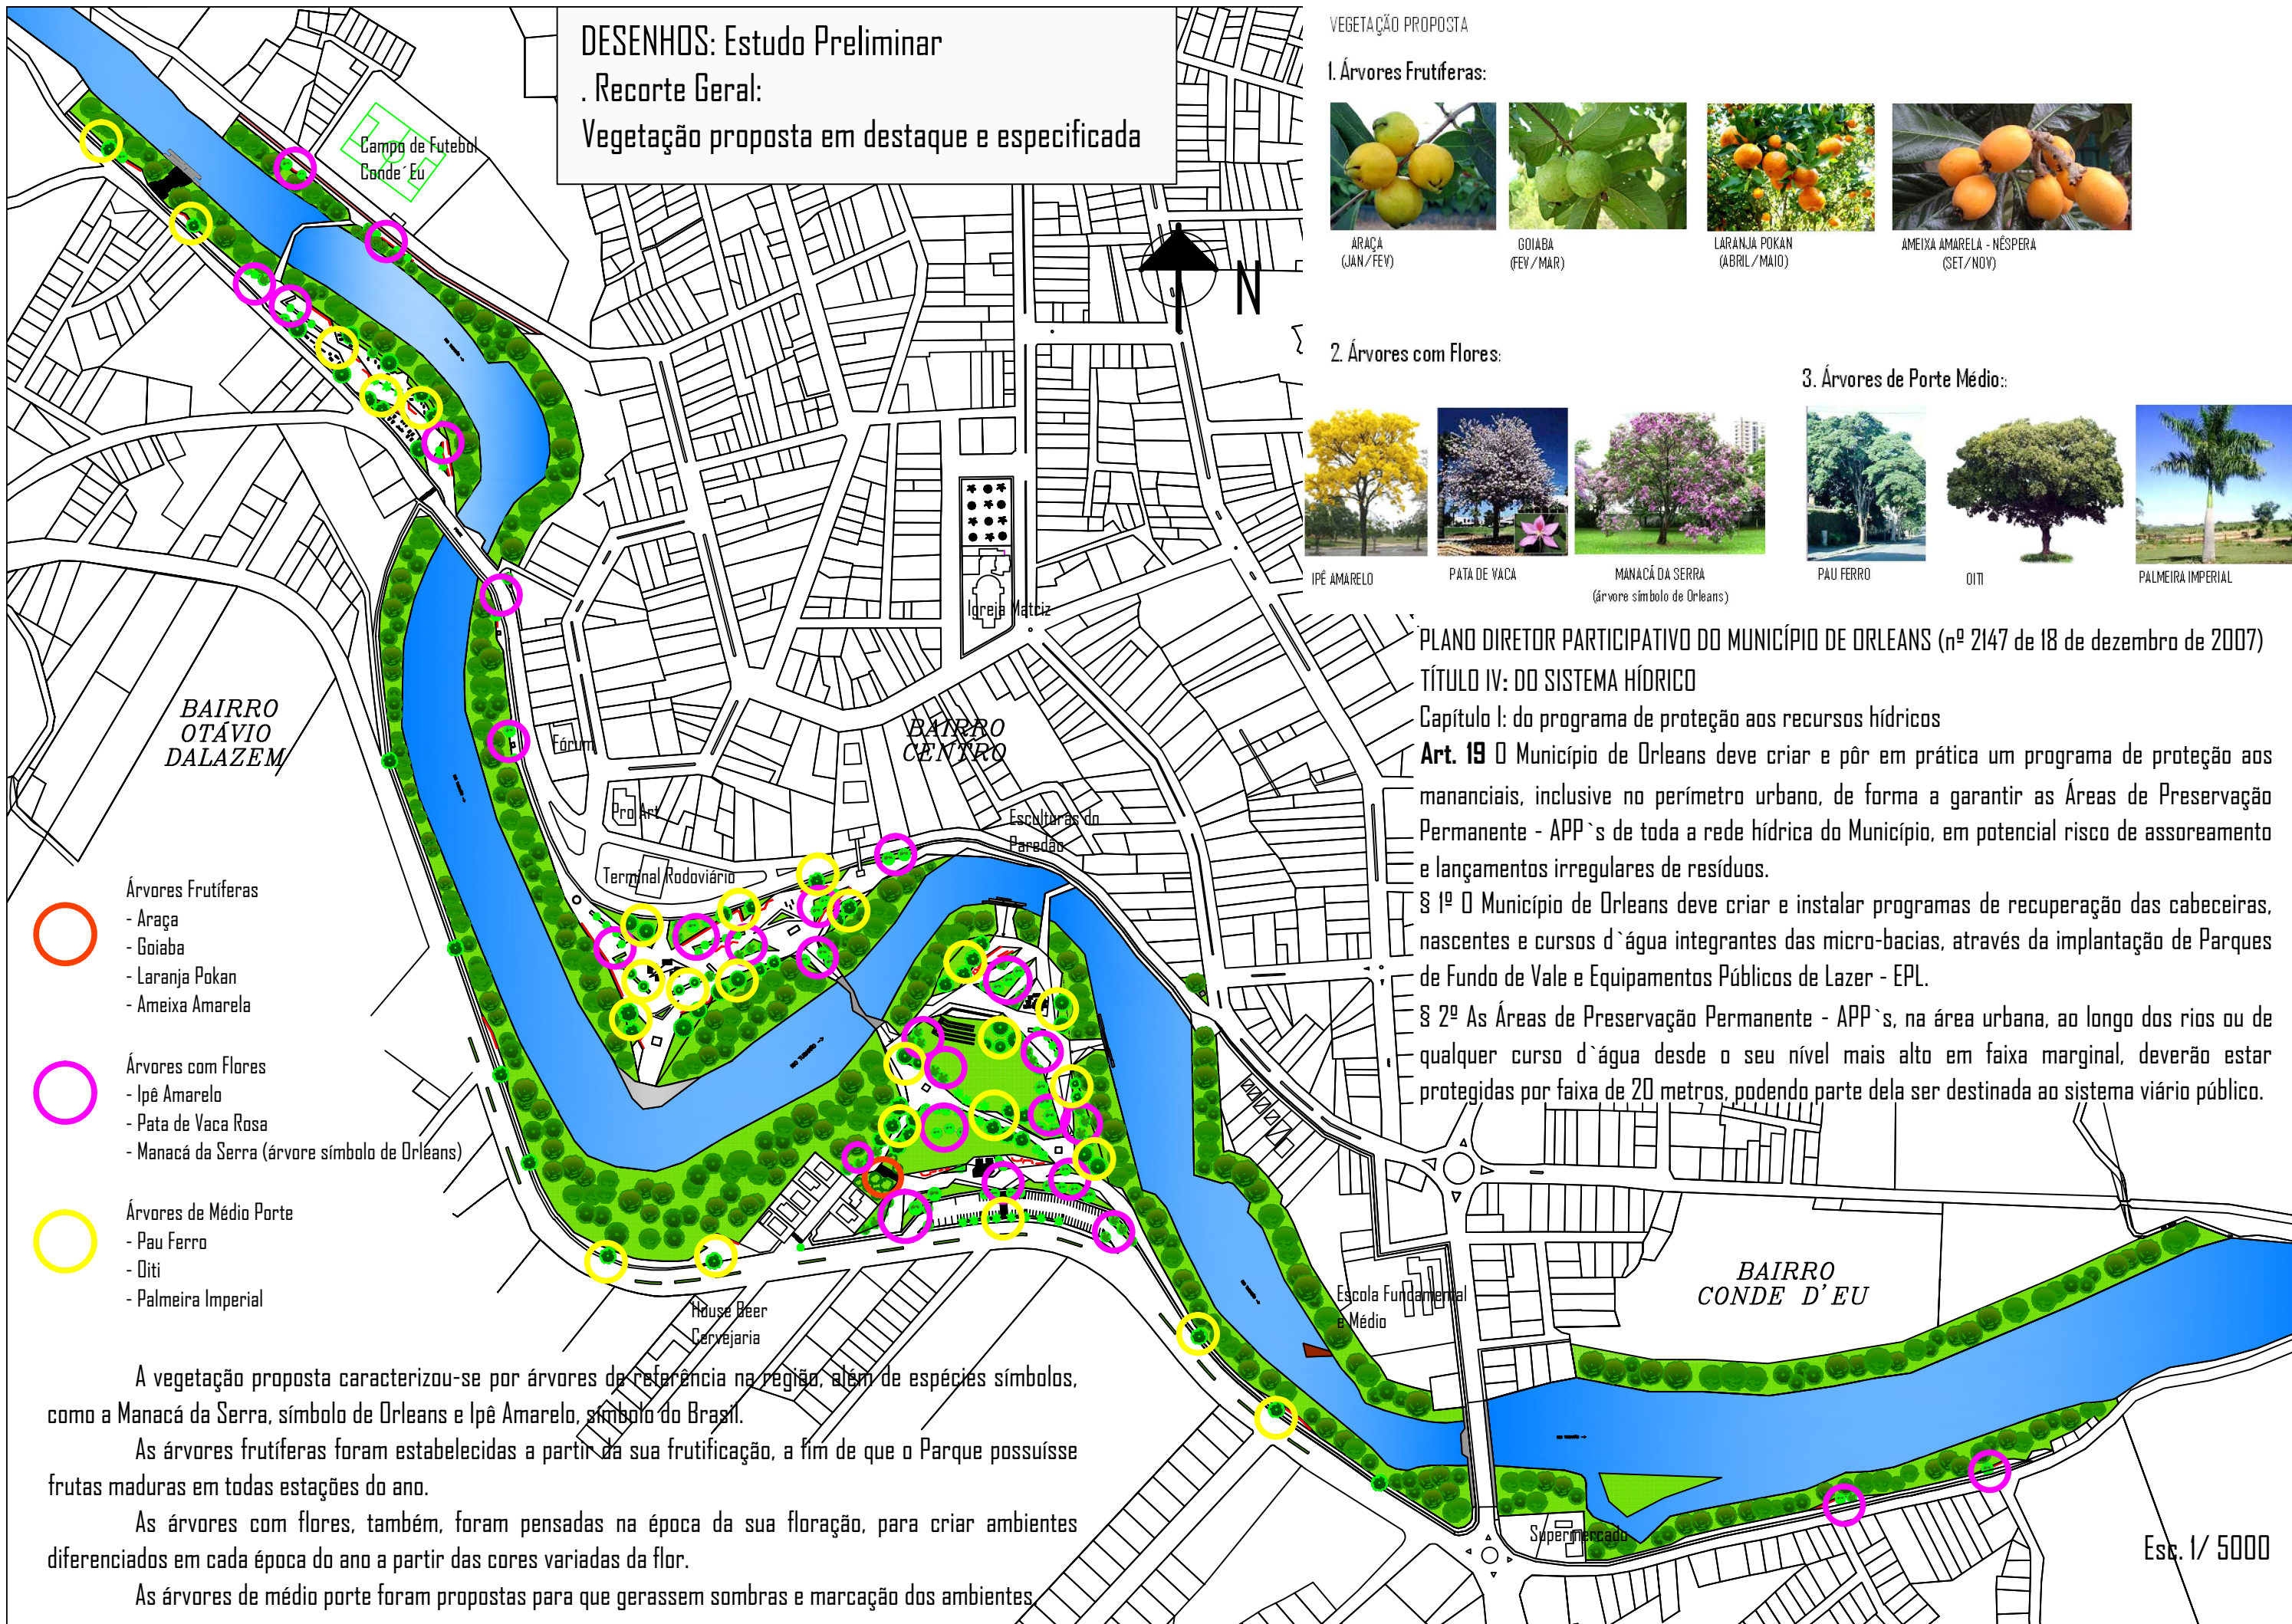 DESENHOS: Estudo Preliminar
. Recorte Geral:
Vegetação proposta em destaque e especificada
Campo de Futebol
Conde´Eu
N
Igreja Matriz
BAIRRO
OTÁVIO
DALAZEM
BAIRRO
CENTRO
Fórum
Pro Art
Esculturas do
Paredão
Terminal Rodoviário
Árvores Frutíferas
- Araça
- Goiaba
- Laranja Pokan
- Ameixa Amarela
Árvores com Flores
- Ipê Amarelo
- Pata de Vaca Rosa
- Manacá da Serra (árvore símbolo de Orleans)
Árvores de Médio Porte
- Pau Ferro
- Oiti
- Palmeira Imperial
House Beer
Cervejaria
Escola Fundamental
e Médio
BAIRRO
CONDE D'EU
Supermercado
A vegetação proposta caracterizou-se por árvores de referência na região, além de espécies símbolos,
como a Manacá da Serra, símbolo de Orleans e Ipê Amarelo, símbolo do Brasil.
As árvores frutíferas foram estabelecidas a partir da sua frutificação, a fim de que o Parque possuísse
frutas maduras em todas estações do ano.
As árvores com flores, também, foram pensadas na época da sua floração, para criar ambientes
diferenciados em cada época do ano a partir das cores variadas da flor.
As árvores de médio porte foram propostas para que gerassem sombras e marcação dos ambientes
VEGETAÇÃO PROPOSTA
1. Árvores Frutíferas:
ARAÇA
(JAN/FEV)
GOIABA
(FEV/MAR)
LARANJA POKAN
(ABRIL/MAIO)
AMEIXA AMARELA - NÊSPERA
(SET/NOV)
2. Árvores com Flores:
3. Árvores de Porte Médio::
IPÊ AMARELO
PATA DE VACA
MANACÁ DA SERRA
(árvore símbolo de Orleans)
PAU FERRO
OITI
PALMEIRA IMPERIAL
PLANO DIRETOR PARTICIPATIVO DO MUNICÍPIO DE ORLEANS (nº 2147 de 18 de dezembro de 2007)
TÍTULO IV: DO SISTEMA HÍDRICO
Capítulo I: do programa de proteção aos recursos hídricos
Art. 19 O Município de Orleans deve criar e pôr em prática um programa de proteção aos
mananciais, inclusive no perímetro urbano, de forma a garantir as Áreas de Preservação
Permanente - APP`s de toda a rede hídrica do Município, em potencial risco de assoreamento
e lançamentos irregulares de resíduos.
§ 1º O Município de Orleans deve criar e instalar programas de recuperação das cabeceiras,
nascentes e cursos d`água integrantes das micro-bacias, através da implantação de Parques
de Fundo de Vale e Equipamentos Públicos de Lazer - EPL.
§ 2º As Áreas de Preservação Permanente - APP`s, na área urbana, ao longo dos rios ou de
qualquer curso d`água desde o seu nível mais alto em faixa marginal, deverão estar
protegidas por faixa de 20 metros, podendo parte dela ser destinada ao sistema viário público.
Esc. 1/ 5000